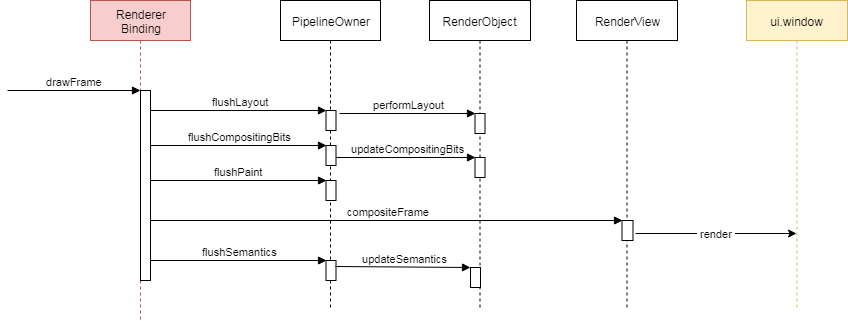 Renderer
Binding
PipelineOwner
RenderObject
RenderView
ui.window
drawFrame
flushLayout
performLayout
flushCompositingBits
updateCompositingBits
flushPaint
compositeFrame
render
flushSemantics
updateSemantics